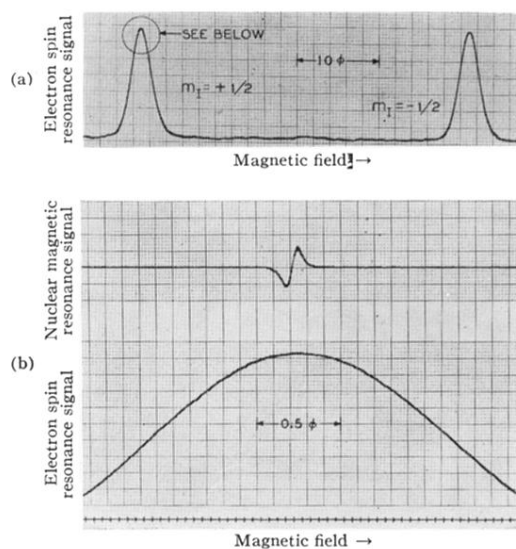 (a)
Electron spin
resonance signal
SEE BELOW
10 ϕ
m_I = + 1/2
m_I = - 1/2
Magnetic field →
(b)
Nuclear magnetic
resonance signal
Electron spin
resonance signal
0.5 ϕ
Magnetic field →